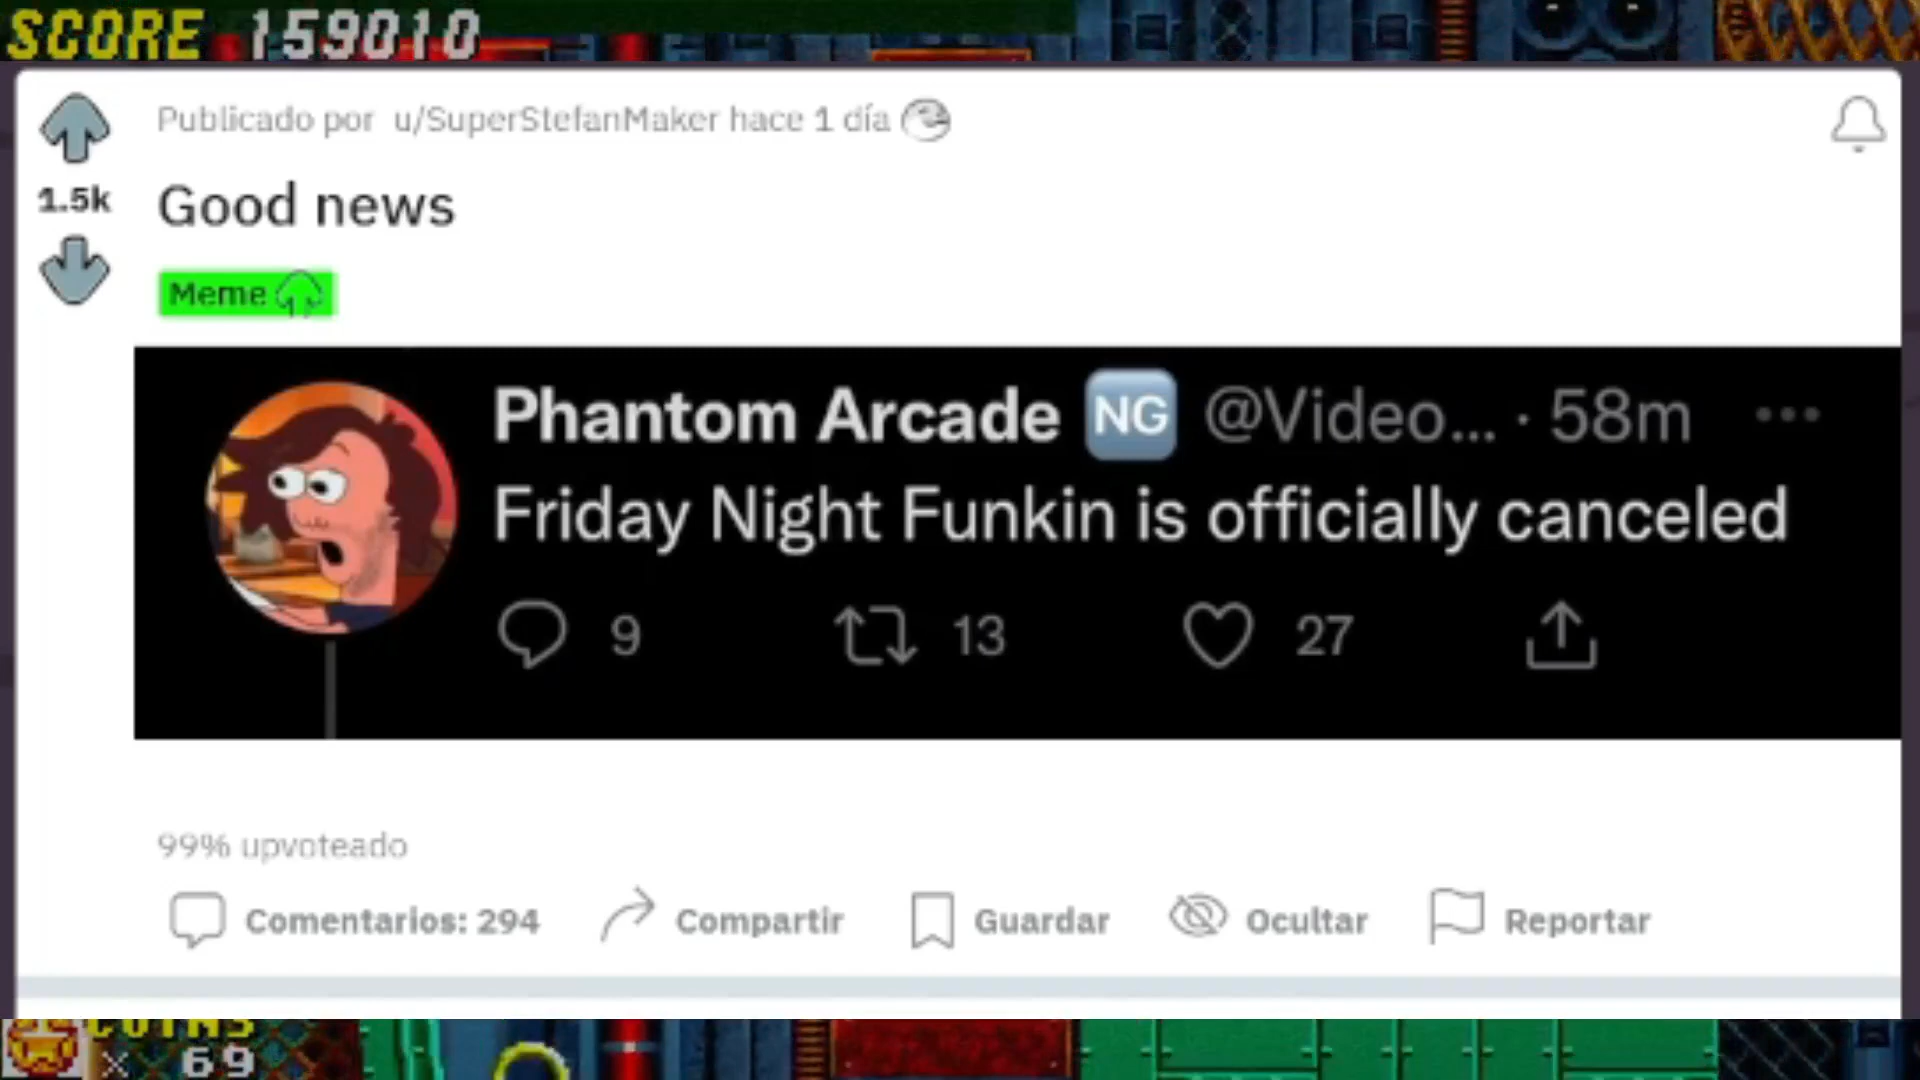 SCORE 159010
Publicado por u/SuperStefanMaker hace 1 día
1.5k
Good news
Meme
Phantom Arcade NG @Video... · 58m
Friday Night Funkin is officially canceled
9 13 27
99% upvoteado
Comentarios: 294 Compartir Guardar Ocultar Reportar
COINS
x 69